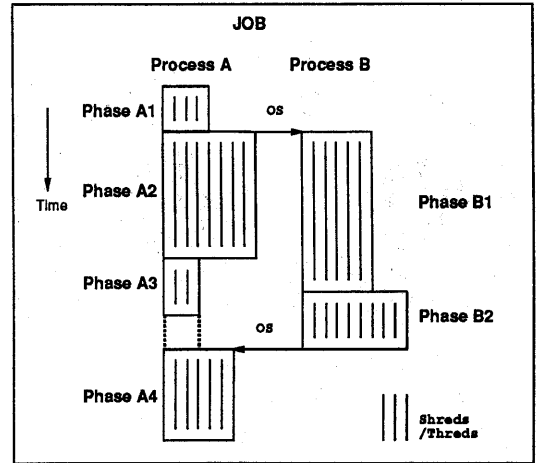 JOB
Process A
Process B
Phase A1
os
Time
Phase A2
Phase B1
Phase A3
os
Phase B2
Phase A4
Shreds
/Threds